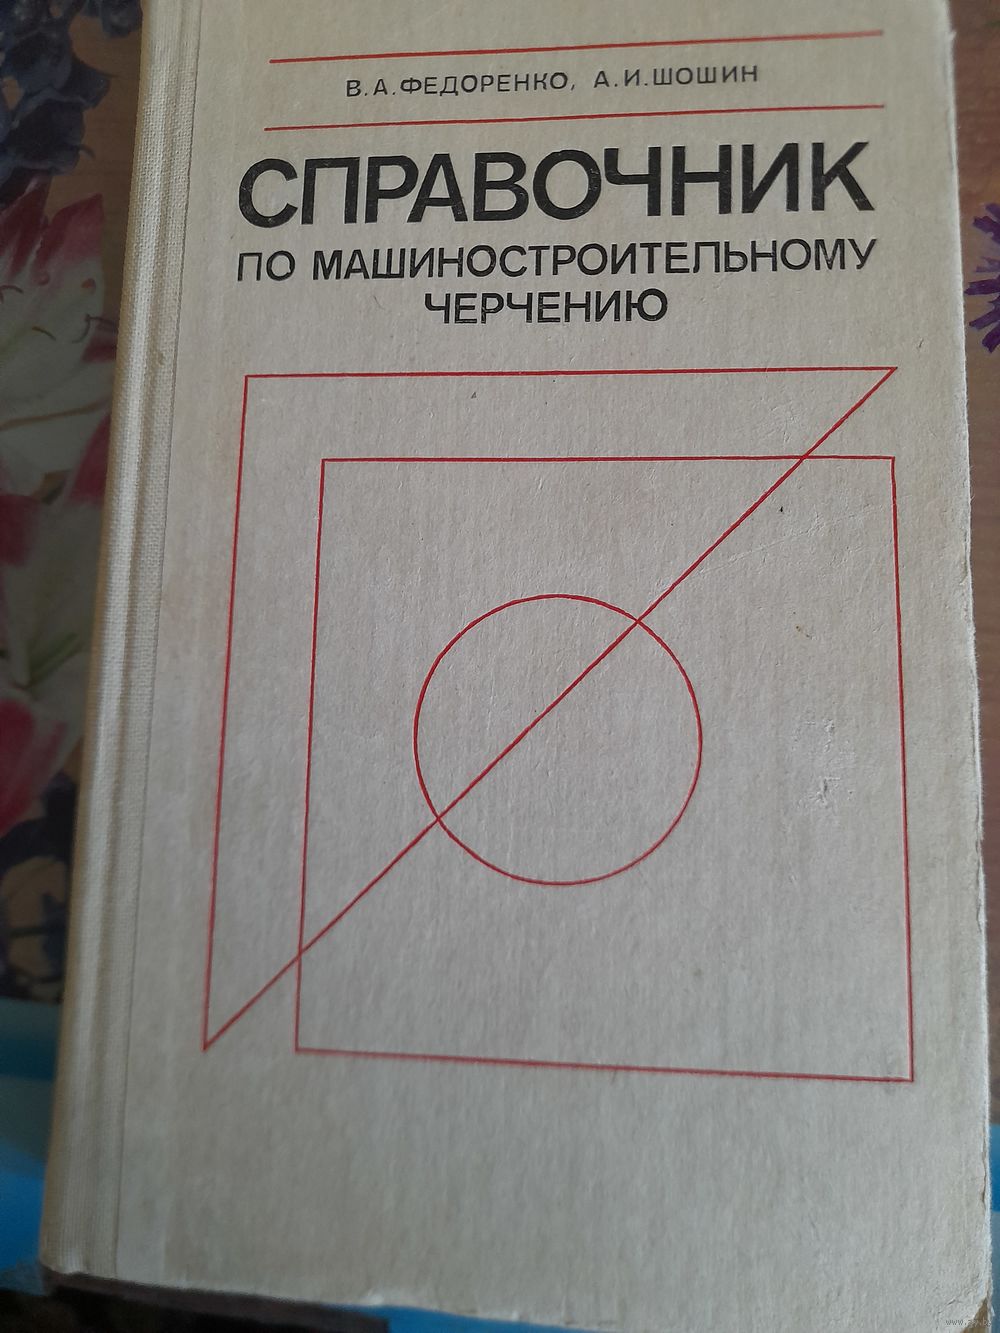 В.А.ФЕДОРЕНКО, А.И.ШОШИН
СПРАВОЧНИК
ПО МАШИНОСТРОИТЕЛЬНОМУ
ЧЕРЧЕНИЮ